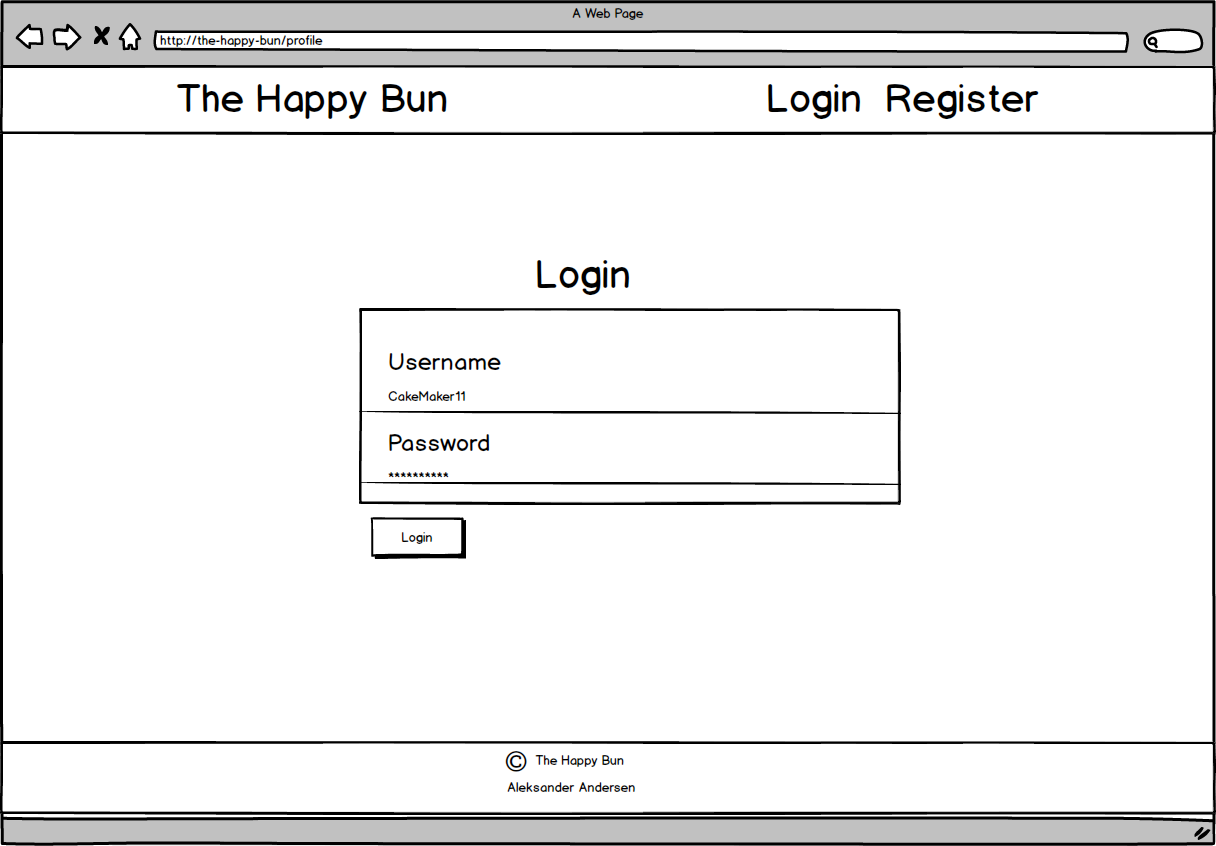 A Web Page
http://the-happy-bun/profile
The Happy Bun
Login Register
Login
Username
CakeMaker11
Password
**********
Login
© The Happy Bun
Aleksander Andersen